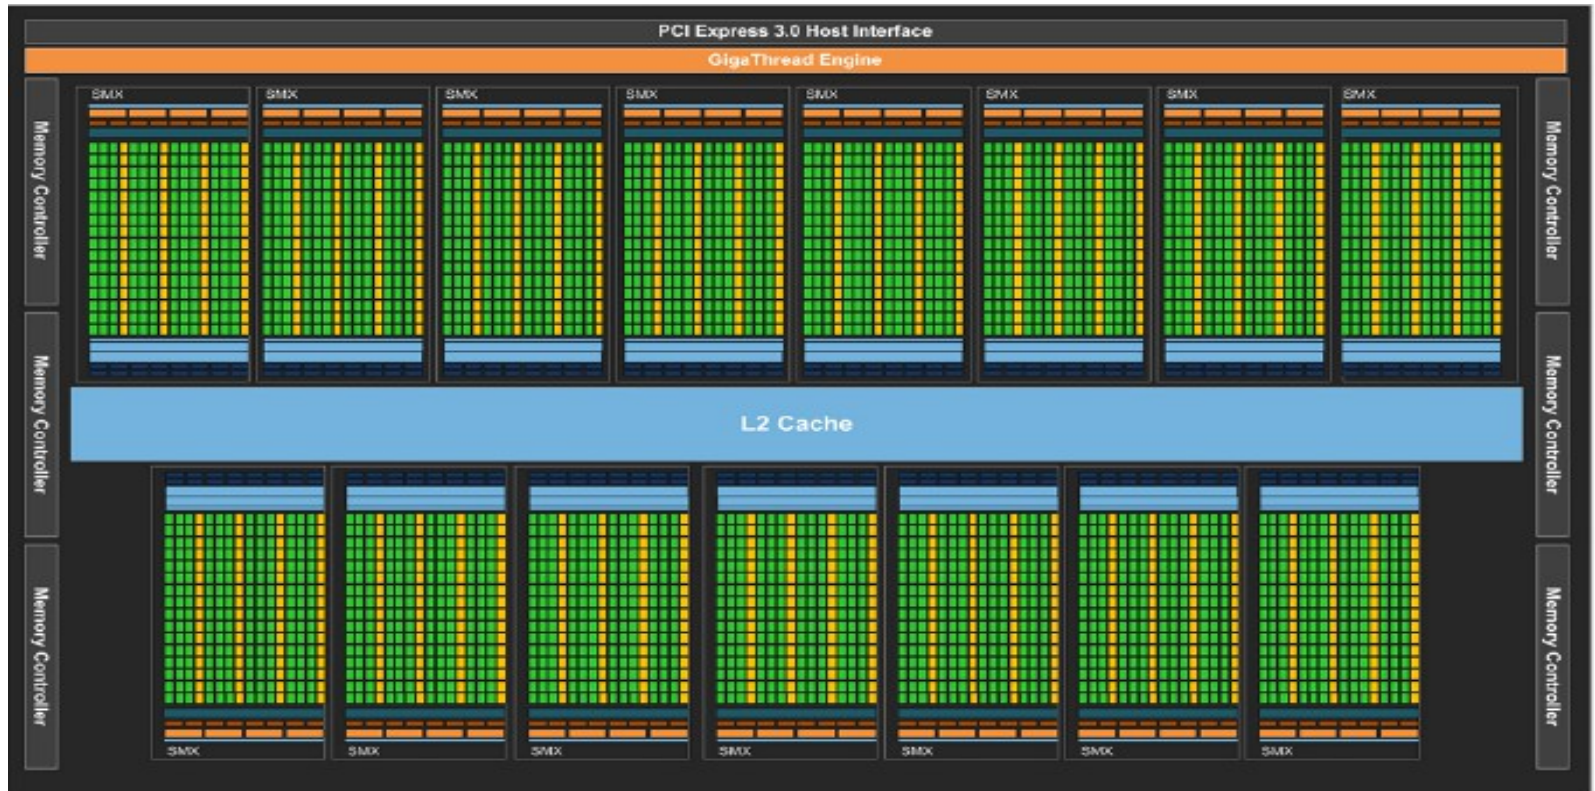 PCI Express 3.0 Host Interface
GigaThread Engine
SMX
SMX
SMX
SMX
SMX
SMX
SMX
SMX
Memory Controller
Memory Controller
Memory Controller
Memory Controller
L2 Cache
Memory Controller
Memory Controller
SMX
SMX
SMX
SMX
SMX
SMX
SMX